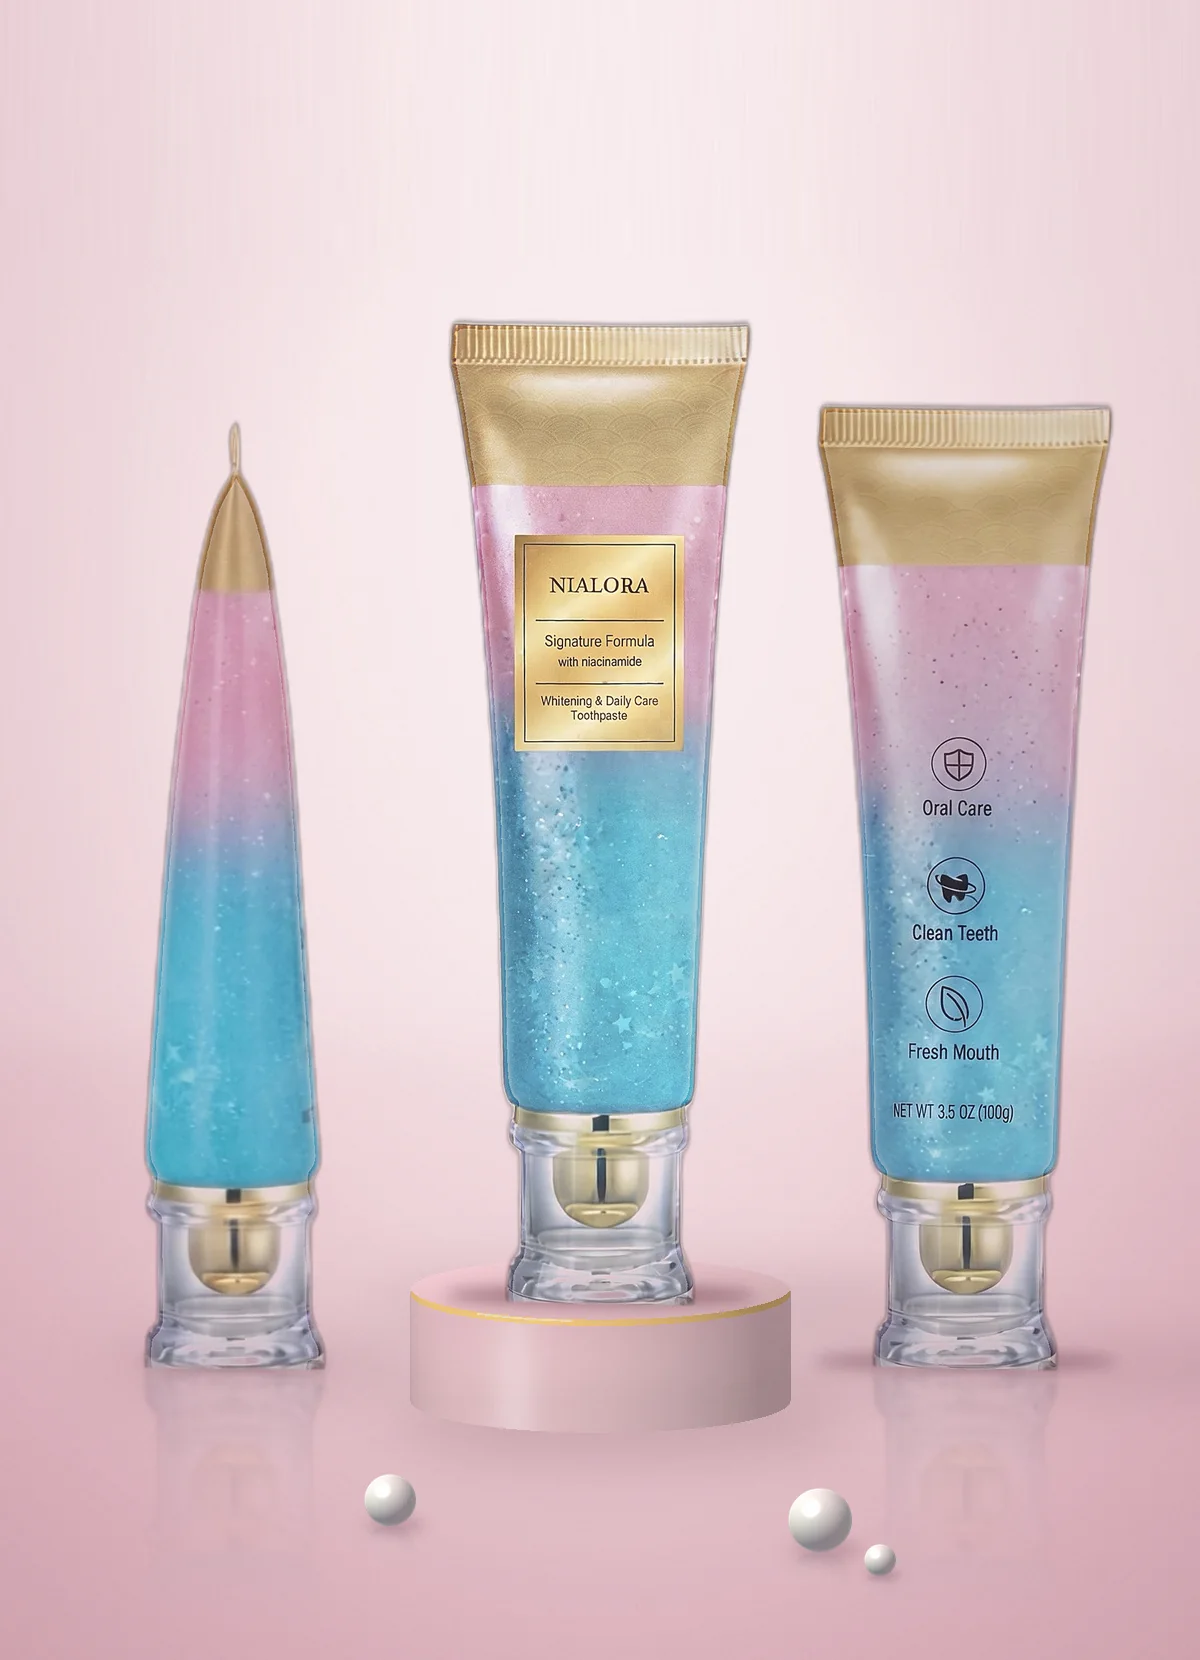 NIALORA
Signature Formula
with niacinamide
Whitening & Daily Care
Toothpaste
Oral Care
Clean Teeth
Fresh Mouth
NET WT 3.5 OZ (100g)